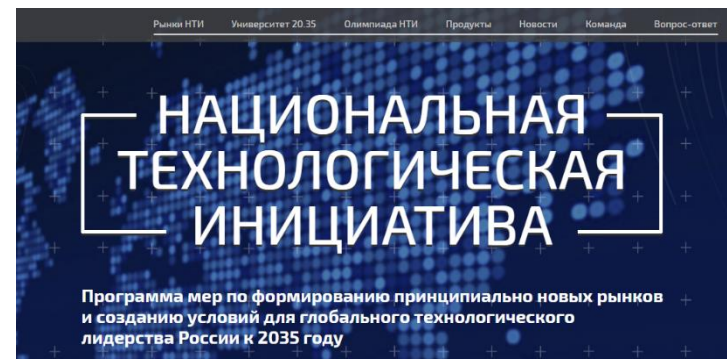 Рынки НТИ Университет 20.35 Олимпиада НТИ Продукты Новости Команда Вопрос-ответ
НАЦИОНАЛЬНАЯ
ТЕХНОЛОГИЧЕСКАЯ
ИНИЦИАТИВА
Программа мер по формированию принципиально новых рынков
и созданию условий для глобального технологического
лидерства России к 2035 году